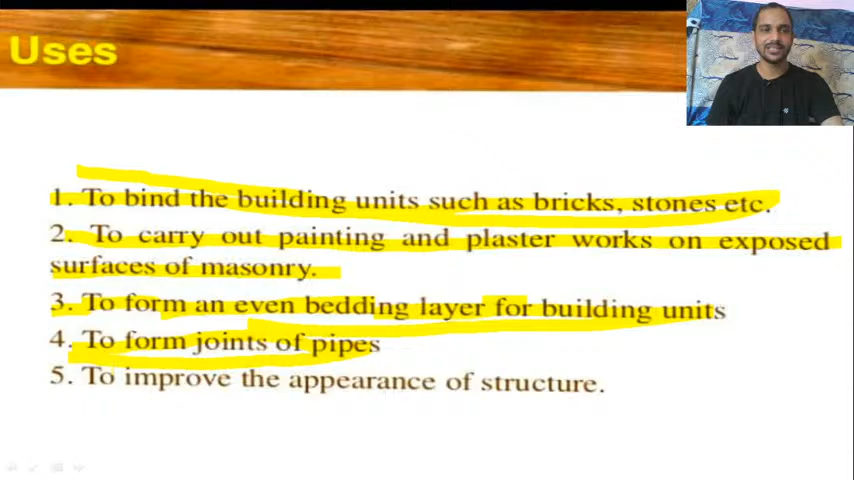 Uses
1. To bind the building units such as bricks, stones etc.
2. To carry out painting and plaster works on exposed
surfaces of masonry.
3. To form an even bedding layer for building units
4. To form joints of pipes
5. To improve the appearance of structure.